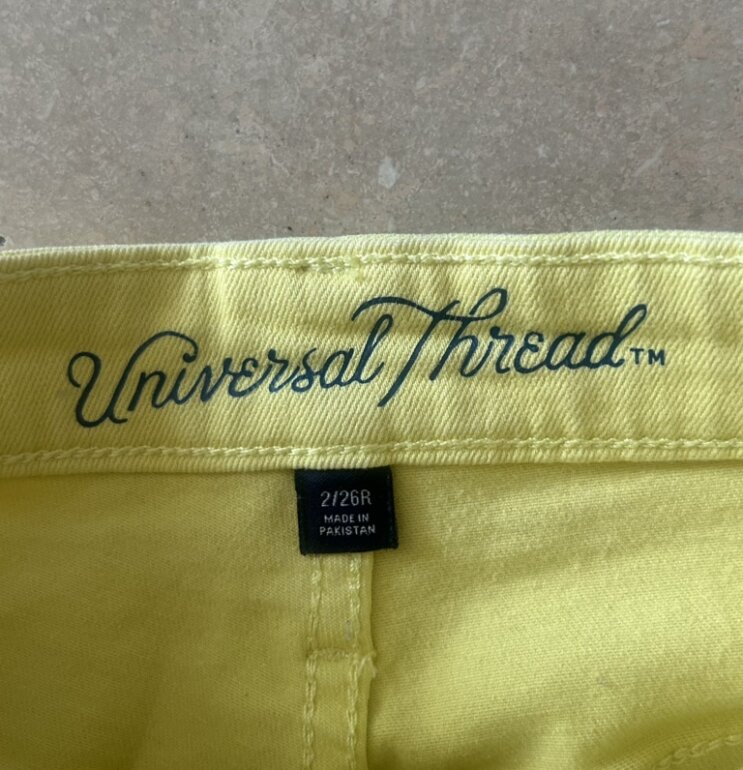 Universal Thread™
2/26R
MADE IN
PAKISTAN